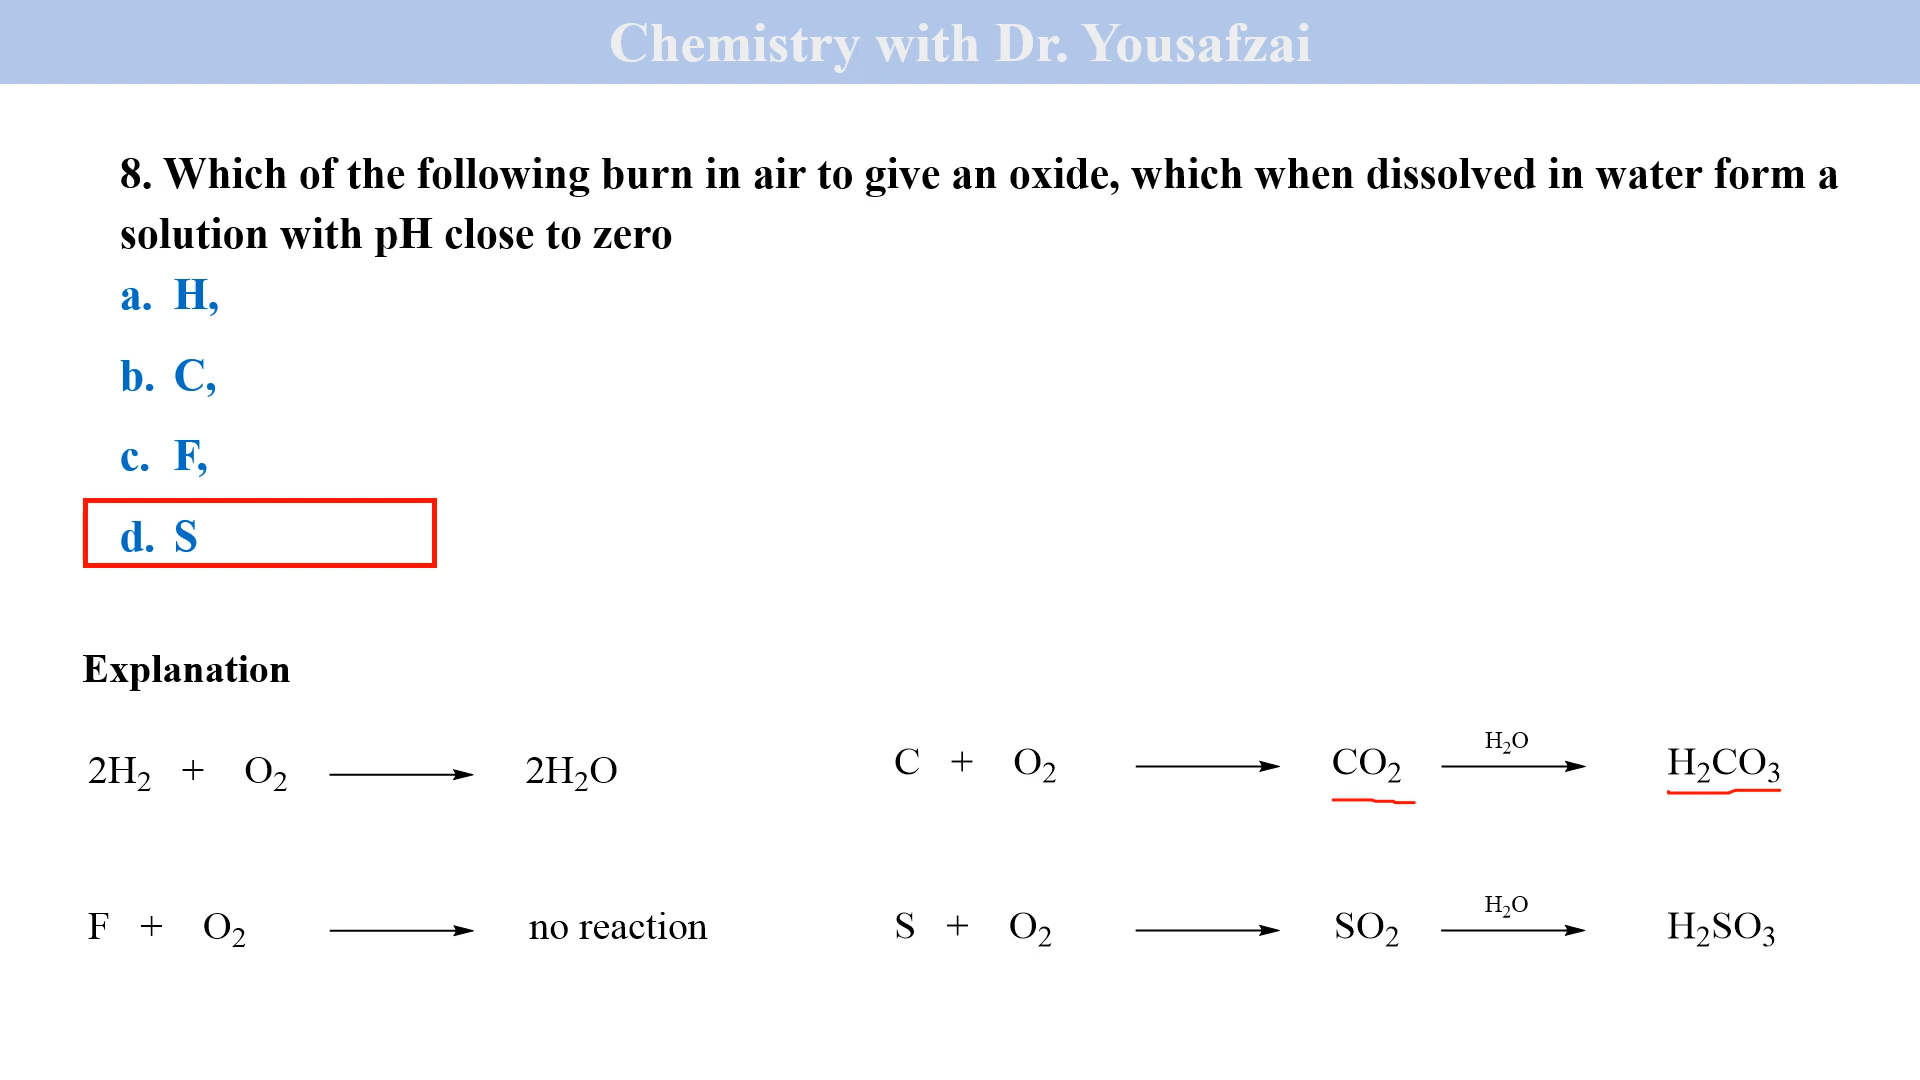 Chemistry with Dr. Yousafzai
8. Which of the following burn in air to give an oxide, which when dissolved in water form a
solution with pH close to zero
a. H,
b. C,
c. F,
d. S
Explanation
2H₂ + O₂ ⟶ 2H₂O
C + O₂ ⟶ CO₂ H₂O ⟶ H₂CO₃
F + O₂ ⟶ no reaction
S + O₂ ⟶ SO₂ H₂O ⟶ H₂SO₃